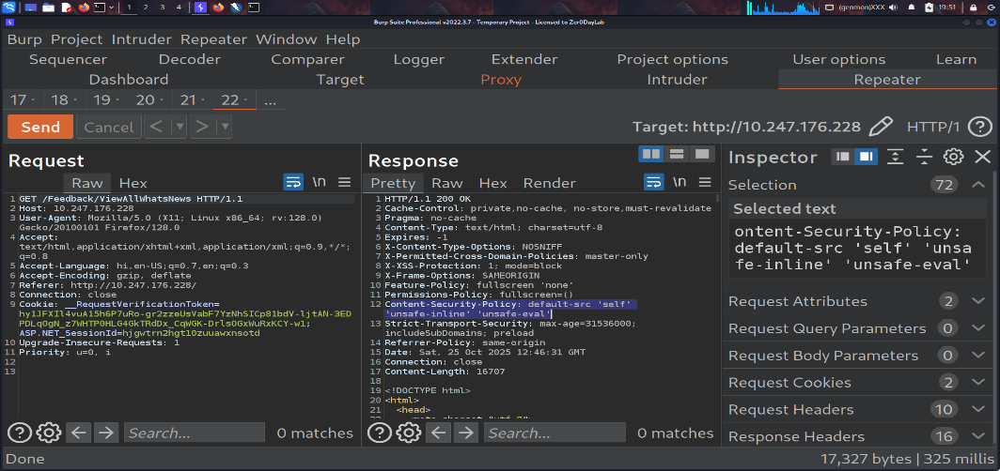 1 2 3 4 (genmon)XXX 19:51
Burp Suite Professional v2022.3.7 - Temporary Project - Licensed to Zer0DayLab
Burp Project Intruder Repeater Window Help
Sequencer Decoder Comparer Logger Extender Project options User options Learn
Dashboard Target Proxy Intruder Repeater
17 18 19 20 21 22 ...
Send Cancel < > Target: http://10.247.176.228 HTTP/1
Request
Raw Hex \n
1 GET /Feedback/ViewAllWhatsNews HTTP/1.1
2 Host: 10.247.176.228
3 User-Agent: Mozilla/5.0 (X11; Linux x86_64; rv:128.0)
Gecko/20100101 Firefox/128.0
4 Accept:
text/html,application/xhtml+xml,application/xml;q=0.9,*/*;
q=0.8
5 Accept-Language: hi,en-US;q=0.7,en;q=0.3
6 Accept-Encoding: gzip, deflate
7 Referer: http://10.247.176.228/
8 Connection: close
9 Cookie: __RequestVerificationToken=
hy1JFXIl4vuA15h6P7uRo-gr2zzeUsVabF7YzNhSICp81bdV-ljtAN-3ED
PDLqOgN_z7WHTP0HLG4GkTRdDx_CqWGK-DrlsOGxWuRxKCY-w1;
ASP.NET_SessionId=hjgwtrn2hgt10zuuawxnsotd
10 Upgrade-Insecure-Requests: 1
11 Priority: u=0, i
12
13
Search... 0 matches
Response
Pretty Raw Hex Render \n
1 HTTP/1.1 200 OK
2 Cache-Control: private,no-cache, no-store,must-revalidate
3 Pragma: no-cache
4 Content-Type: text/html; charset=utf-8
5 Expires: -1
6 X-Content-Type-Options: NOSNIFF
7 X-Permitted-Cross-Domain-Policies: master-only
8 X-XSS-Protection: 1; mode=block
9 X-Frame-Options: SAMEORIGIN
10 Feature-Policy: fullscreen 'none'
11 Permissions-Policy: fullscreen=()
12 Content-Security-Policy: default-src 'self'
'unsafe-inline' 'unsafe-eval'
13 Strict-Transport-Security: max-age=31536000;
includeSubDomains; preload
14 Referrer-Policy: same-origin
15 Date: Sat, 25 Oct 2025 12:46:31 GMT
16 Connection: close
17 Content-Length: 16707
18
19 <!DOCTYPE html>
20 <html>
21 <head>
22 <meta charset="utf-8">
Search... 0 matches
Inspector
Selection 72
Selected text
ontent-Security-Policy:
default-src 'self' 'unsa
fe-inline' 'unsafe-eval'
Request Attributes 2
Request Query Parameters 0
Request Body Parameters 0
Request Cookies 2
Request Headers 10
Response Headers 16
Done 17,327 bytes | 325 millis